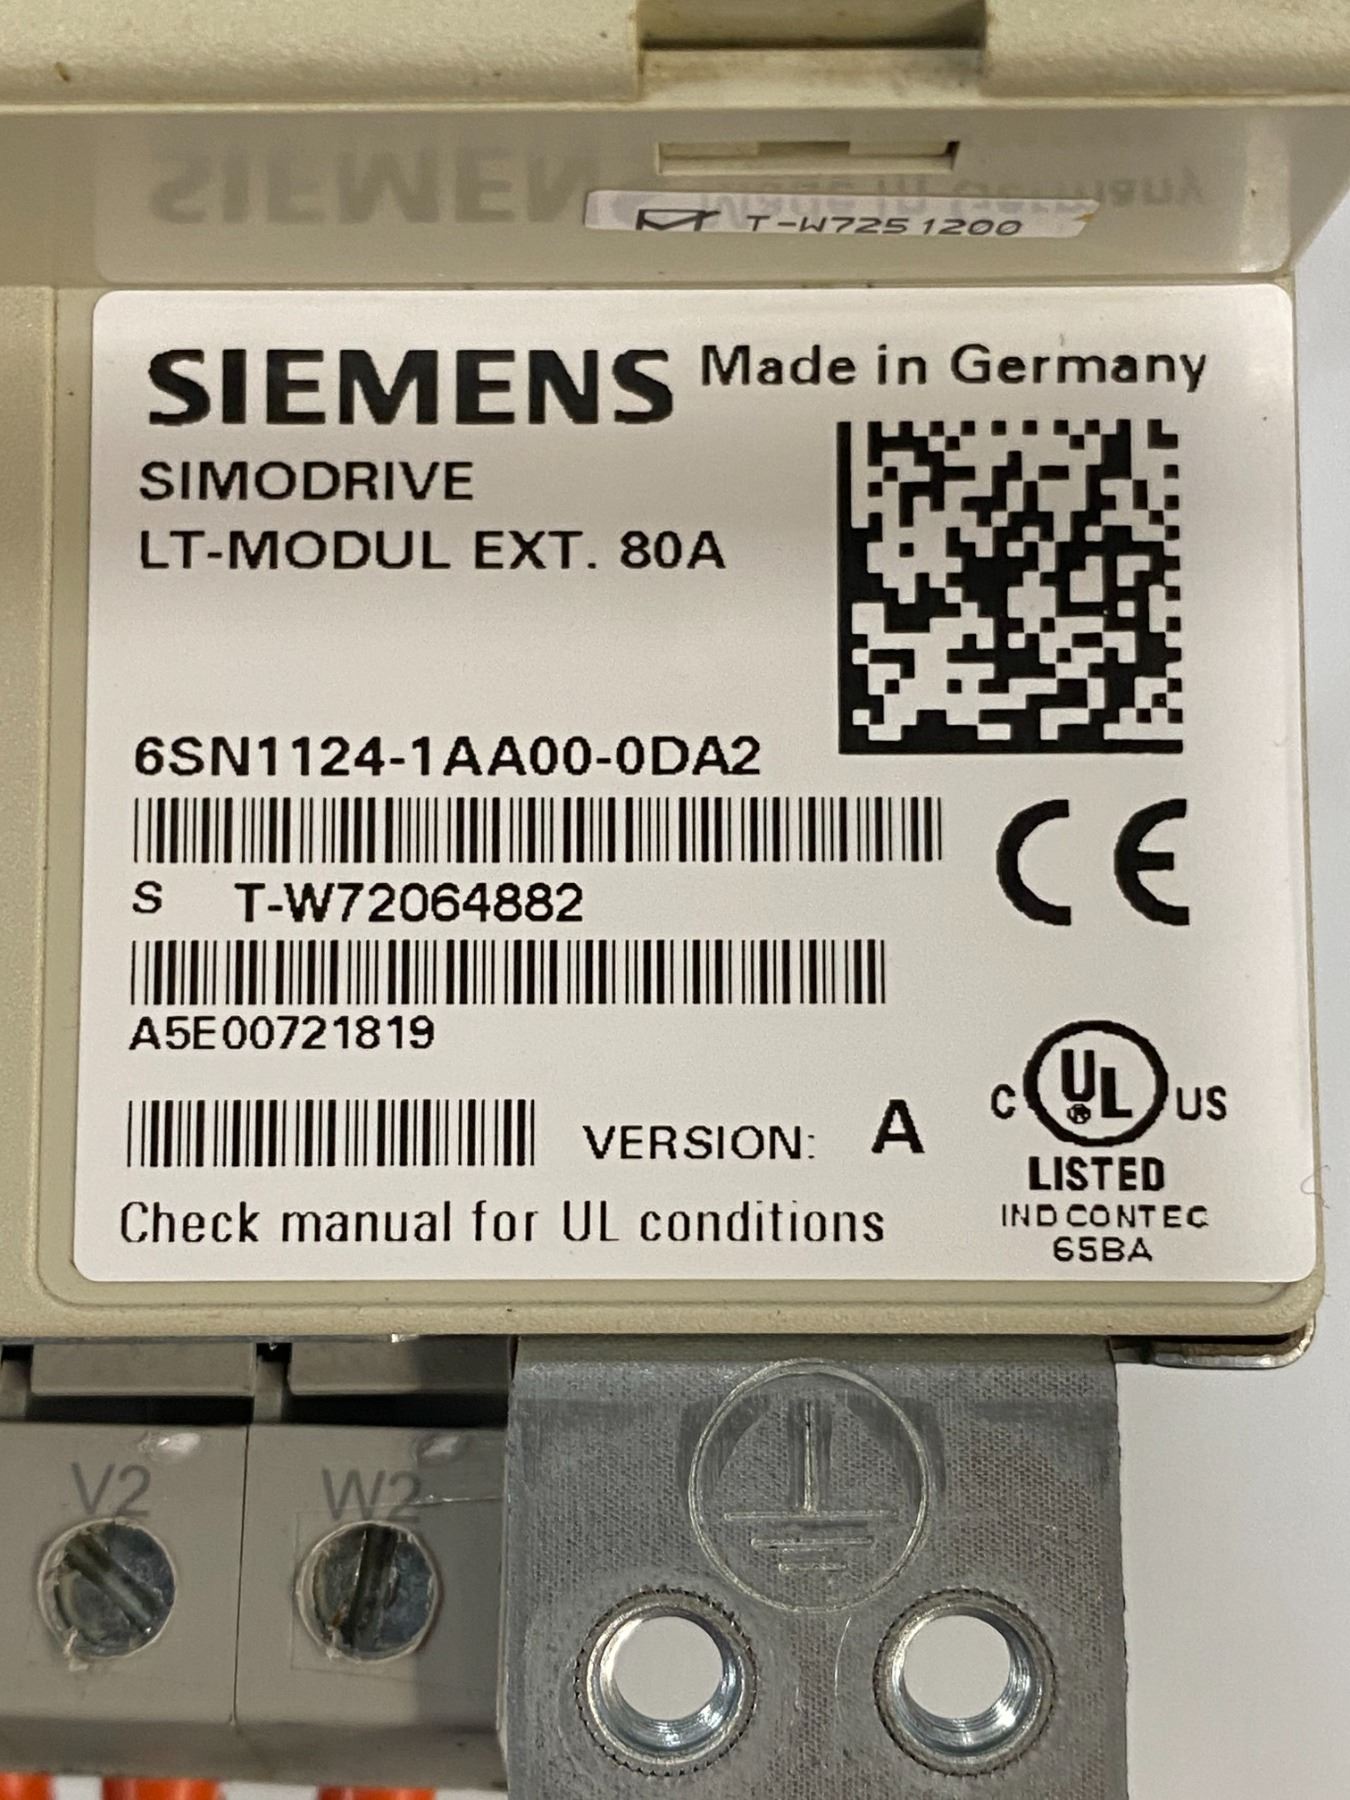 T-W7251200
SIEMENS Made in Germany
SIMODRIVE
LT-MODUL EXT. 80A
6SN1124-1AA00-0DA2
S T-W72064882
A5E00721819
VERSION: A
Check manual for UL conditions
CE
C UL US
LISTED
IND CONT EQ
65BA
V2 W2